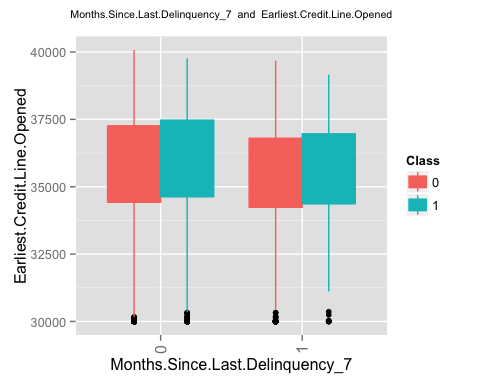 Months.Since.Last.Delinquency_7 and Earliest.Credit.Line.Opened
40000
37500
35000
32500
30000
Earliest.Credit.Line.Opened
0
1
Months.Since.Last.Delinquency_7
Class
0
1